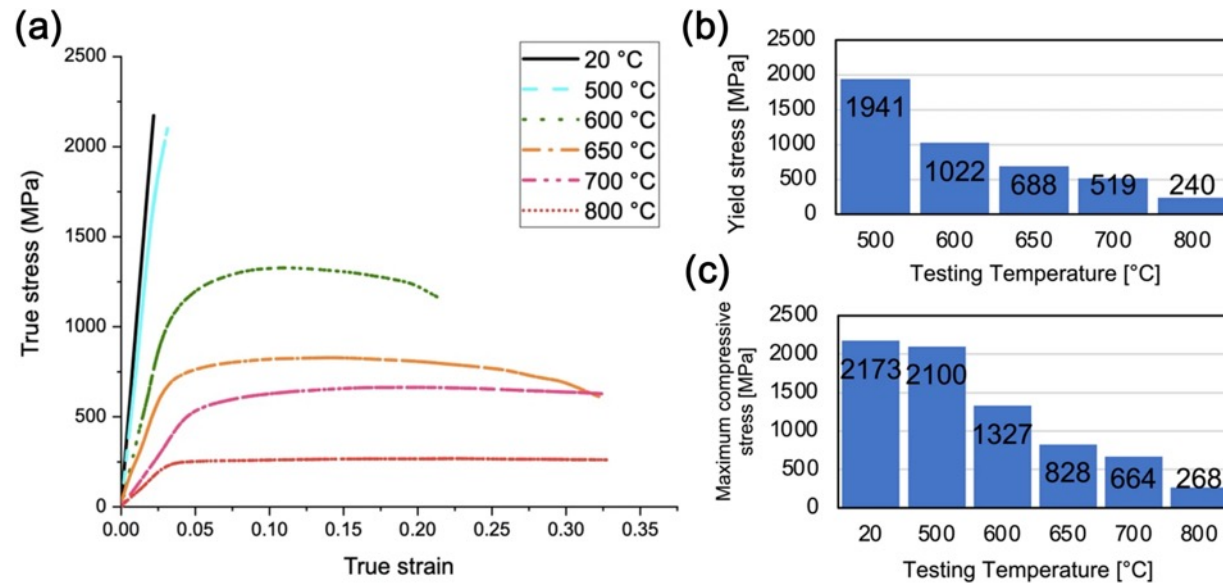 (a)
2500
2000
1500
1000
500
0
True stress (MPa)
0.00 0.05 0.10 0.15 0.20 0.25 0.30 0.35
True strain
20 °C
500 °C
600 °C
650 °C
700 °C
800 °C
(b)
Yield stress [MPa]
2500
2000
1500
1000
500
0
1941 1022 688 519 240
500 600 650 700 800
Testing Temperature [°C]
(c)
Maximum compressive
stress [MPa]
2500
2000
1500
1000
500
0
2173 2100 1327 828 664 268
20 500 600 650 700 800
Testing Temperature [°C]